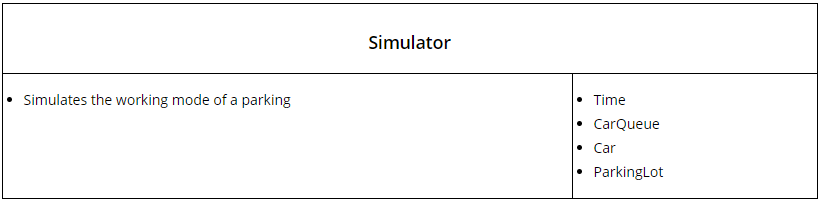 Simulator
Simulates the working mode of a parking
Time
CarQueue
Car
ParkingLot